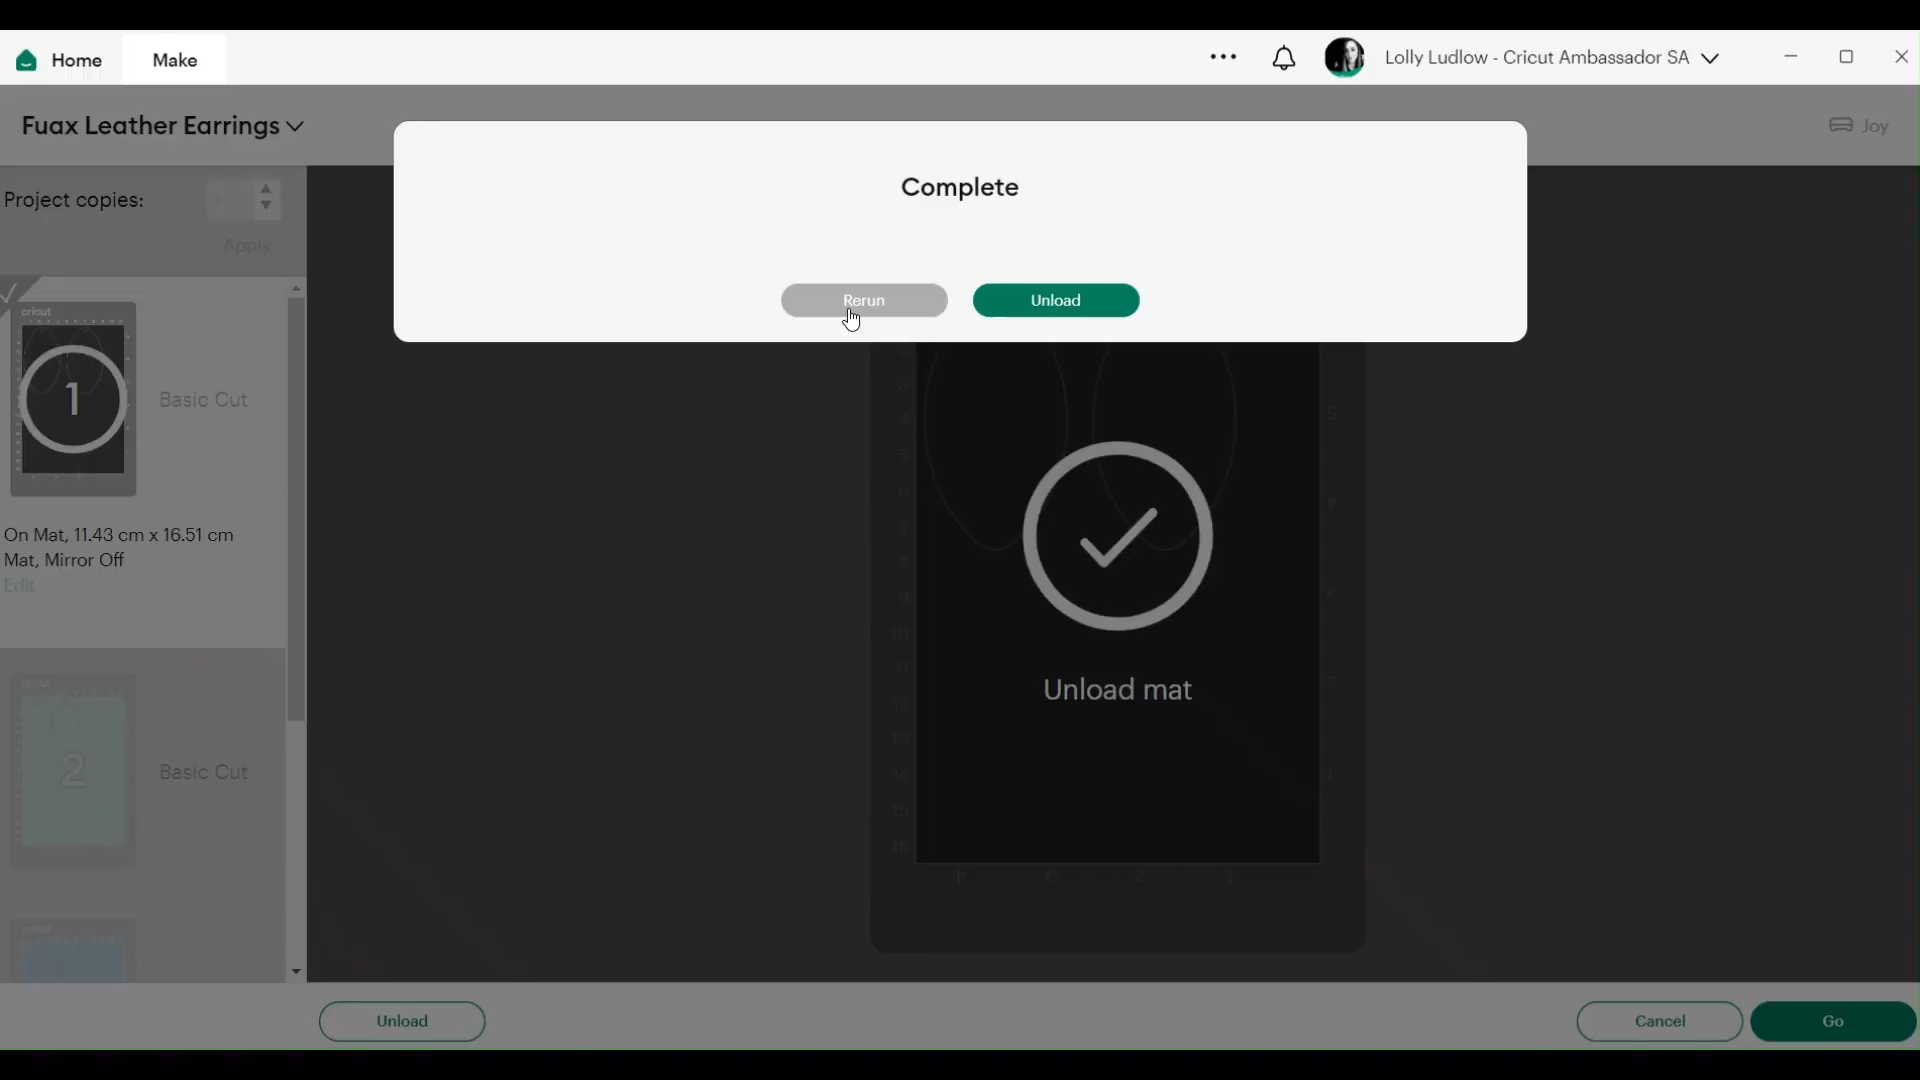 Home
Make
Lolly Ludlow - Cricut Ambassador SA
Fuax Leather Earrings
Joy
Complete
Rerun
Unload
Project copies:
Apply
cricut
1
Basic Cut
On Mat, 11.43 cm x 16.51 cm
Mat, Mirror Off
Edit
2
Basic Cut
Unload mat
Unload
Cancel
Go